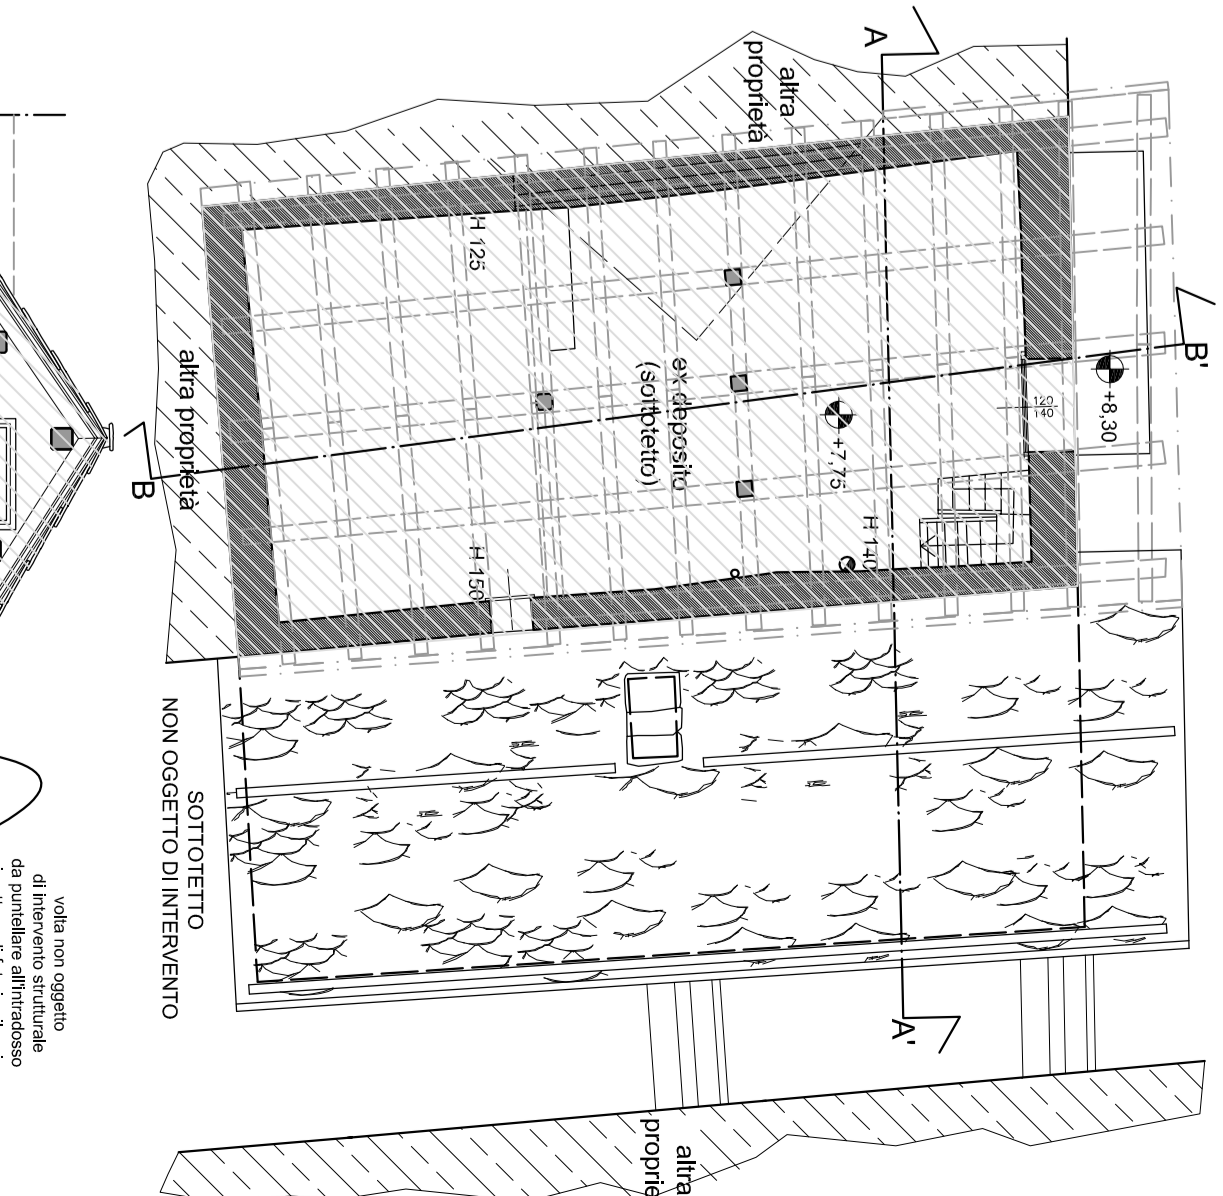 A
altra
proprietà
B'
+8,30
120
140
H 125
ex deposito
(sottotetto)
+7,75
altra proprietà
B
H 140
H 150
SOTTOTETTO
NON OGGETTO DI INTERVENTO
volta non oggetto
di intervento strutturale
da puntellare all'intradosso
A'
altra
proprie